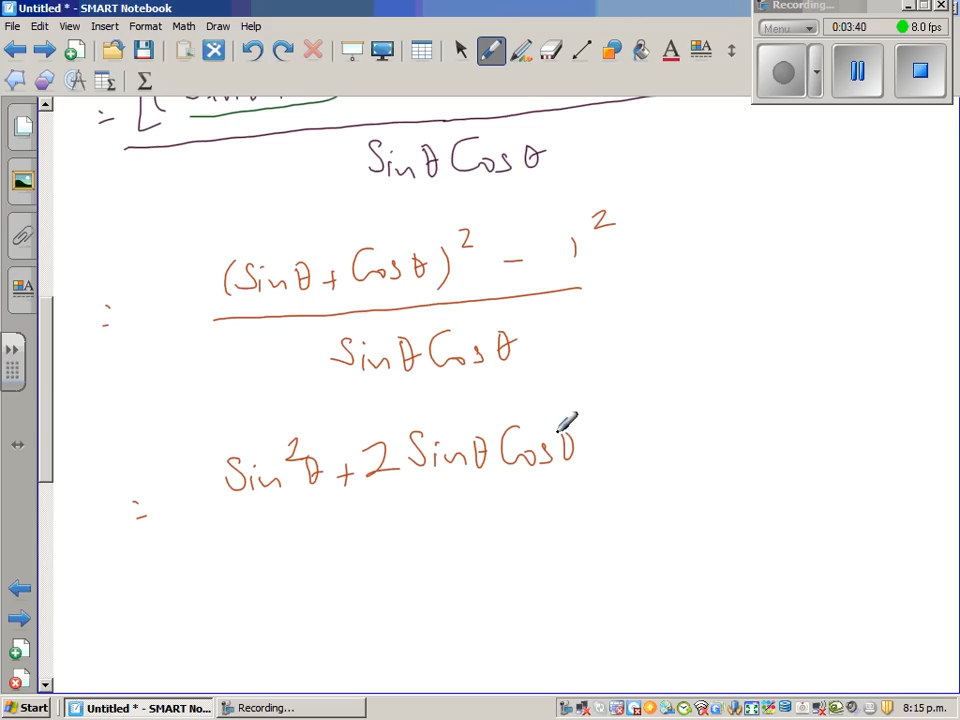 Untitled * - SMART Notebook
Recording...
File Edit View Insert Format Math Draw Help
Menu
00:03:40
8.0 fps
=
Sinθ Cosθ
= (Sinθ + Cosθ)² - 1²
Sinθ Cosθ
= Sin²θ + 2 Sinθ Cosθ
Start
Untitled * - SMART No...
Recording...
8:15 p.m.